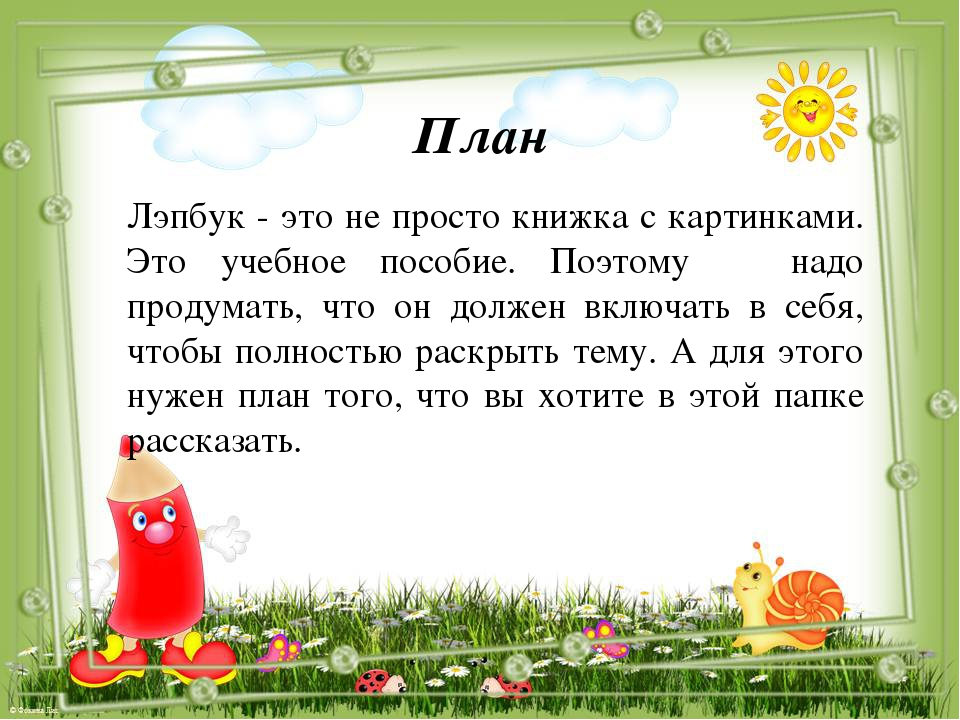 План
Лэпбук - это не просто книжка с картинками.
Это учебное пособие. Поэтому надо
продумать, что он должен включать в себя,
чтобы полностью раскрыть тему. А для этого
нужен план того, что вы хотите в этой папке
рассказать.